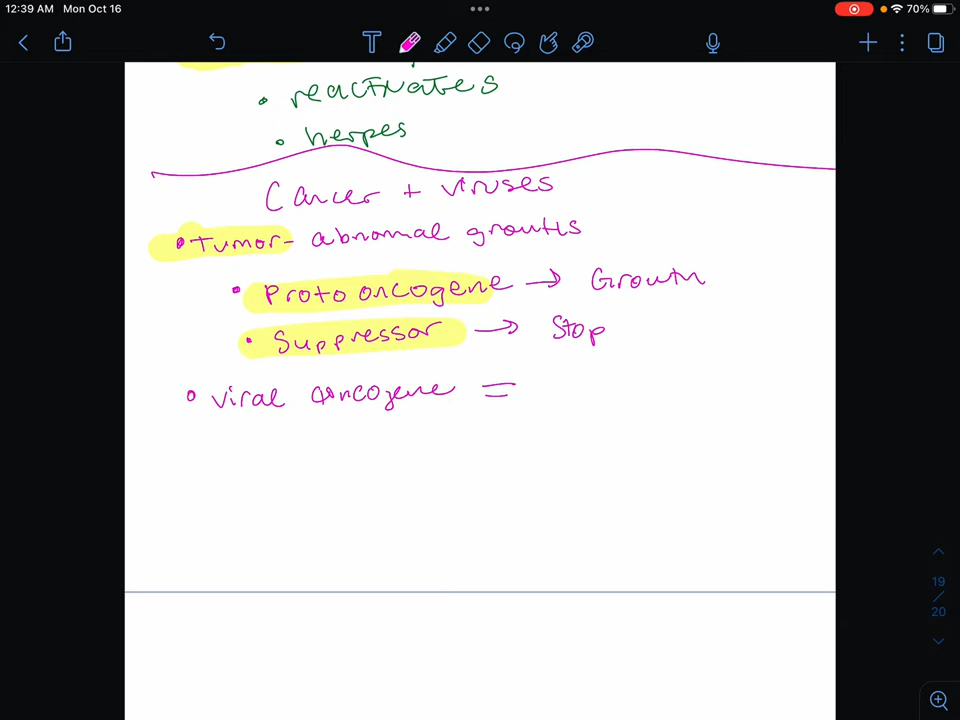 12:39 AM Mon Oct 16
70%
• reactivates
• herpes
Cancer + viruses
• Tumor- abnomal growths
• Proto oncogene → Growth
• Suppressor → Stop
• viral oncogene =
19
/
20